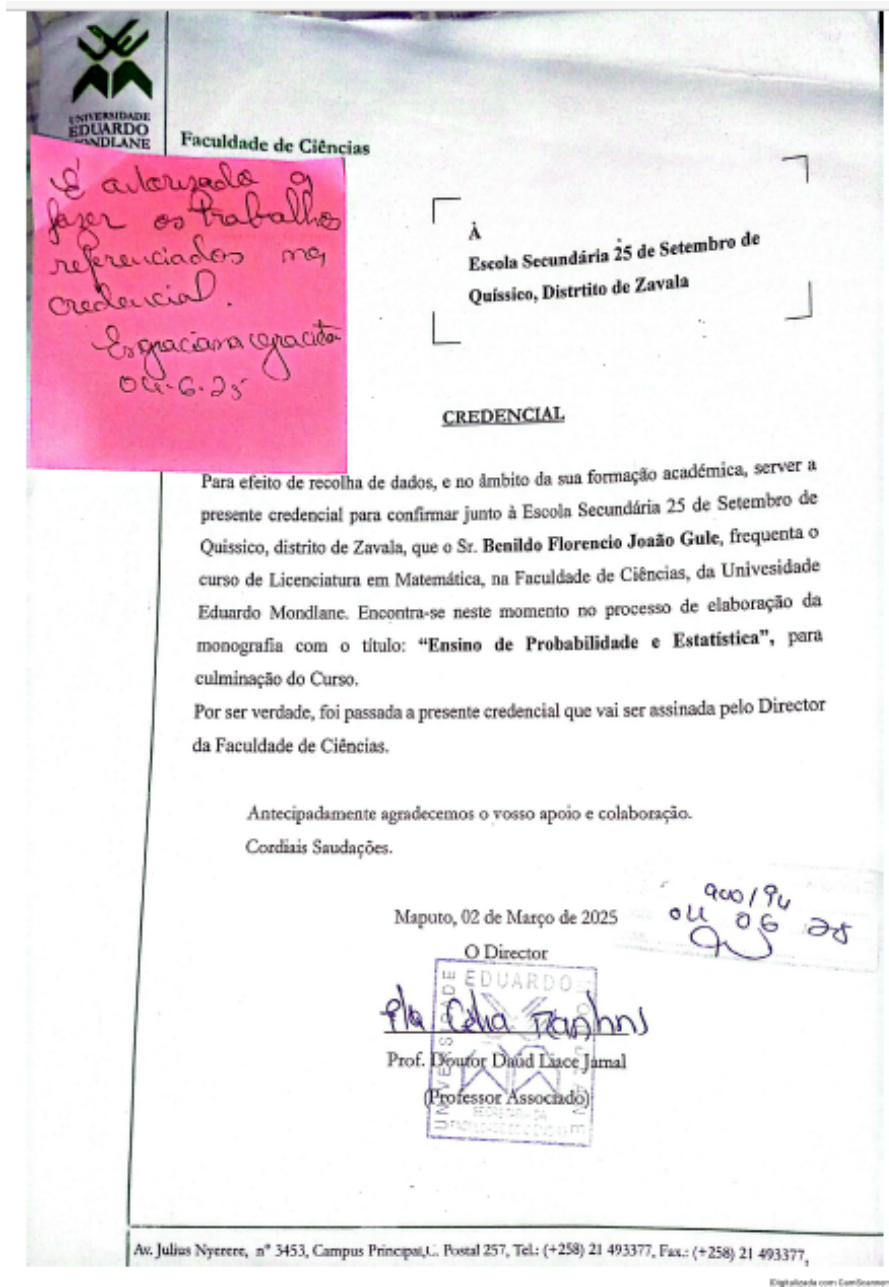 UNIVERSIDADE
EDUARDO
MONDLANE
Faculdade de Ciências
É autorizado a
fazer os trabalhos
referenciados na
credencial.
04.6.25
À
Escola Secundária 25 de Setembro de
Quíssico, Distrtito de Zavala
CREDENCIAL
Para efeito de recolha de dados, e no âmbito da sua formação académica, server a
presente credencial para confirmar junto à Escola Secundária 25 de Setembro de
Quissico, distrito de Zavala, que o Sr. Benildo Florencio Joaão Gule, frequenta o
curso de Licenciatura em Matemática, na Faculdade de Ciências, da Univesidade
Eduardo Mondlane. Encontra-se neste momento no processo de elaboração da
monografia com o título: “Ensino de Probabilidade e Estatística”, para
culminação do Curso.
Por ser verdade, foi passada a presente credencial que vai ser assinada pelo Director
da Faculdade de Ciências.
Antecipadamente agradecemos o vosso apoio e colaboração.
Cordiais Saudações.
900/94
04 06 25
Maputo, 02 de Março de 2025
O Director
EDUARDO
Prof. Doutor Daúd Liace Jamal
(Professor Associado)
Av. Julius Nyerere, nº 3453, Campus Principal,C. Postal 257, Tel.: (+258) 21 493377, Fax.: (+258) 21 493377,
Digitalizada com CamScanner